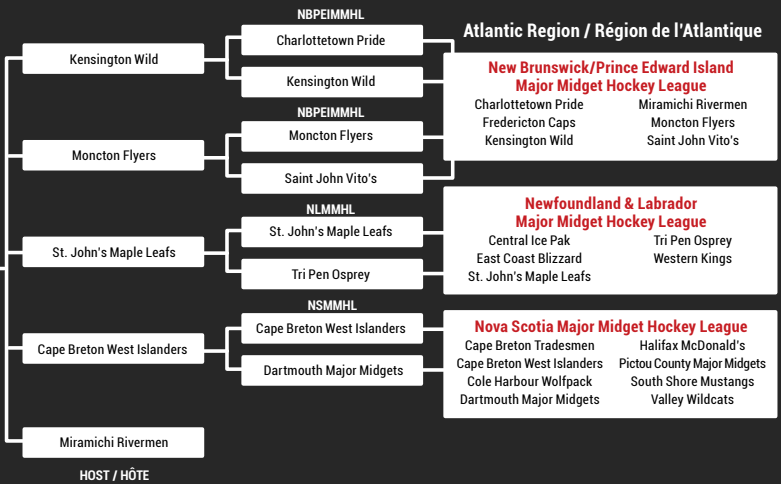 NBPEIMMHL
Charlottetown Pride
Kensington Wild
Kensington Wild
NBPEIMMHL
Moncton Flyers
Moncton Flyers
Saint John Vito's
NLMMHL
St. John's Maple Leafs
St. John's Maple Leafs
Tri Pen Osprey
NSMMHL
Cape Breton West Islanders
Cape Breton West Islanders
Dartmouth Major Midgets
Miramichi Rivermen
HOST / HÔTE
Atlantic Region / Région de l'Atlantique
New Brunswick/Prince Edward Island
Major Midget Hockey League
Charlottetown Pride Miramichi Rivermen
Fredericton Caps Moncton Flyers
Kensington Wild Saint John Vito's
Newfoundland & Labrador
Major Midget Hockey League
Central Ice Pak Tri Pen Osprey
East Coast Blizzard Western Kings
St. John's Maple Leafs
Nova Scotia Major Midget Hockey League
Cape Breton Tradesmen Halifax McDonald's
Cape Breton West Islanders Pictou County Major Midgets
Cole Harbour Wolfpack South Shore Mustangs
Dartmouth Major Midgets Valley Wildcats